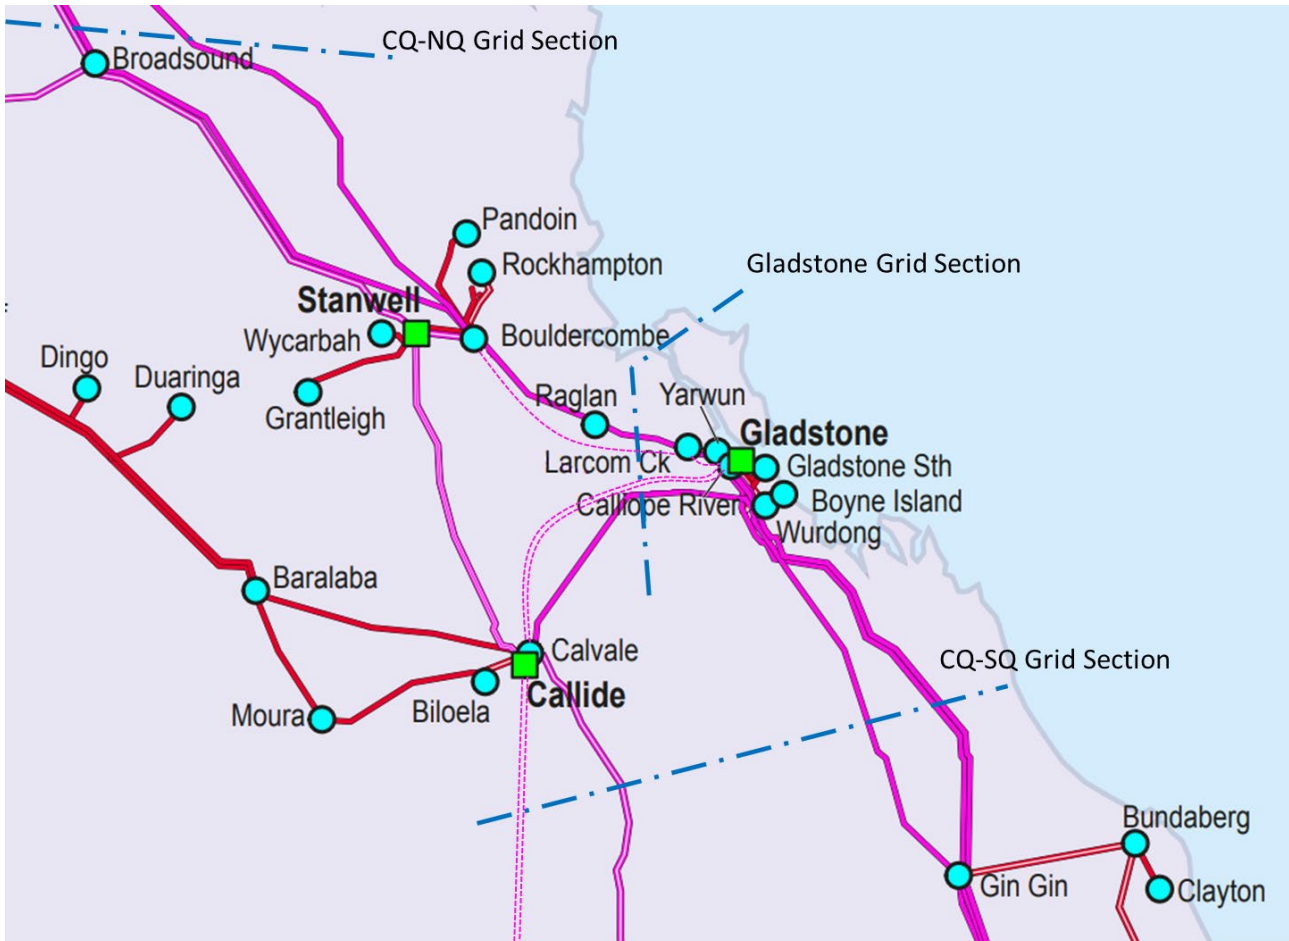 CQ-NQ Grid Section
Broadsound
Pandoin
Rockhampton
Gladstone Grid Section
Stanwell
Wycarbah
Bouldercombe
Dingo
Duaringa
Grantleigh
Raglan
Yarwun
Gladstone
Larcom Ck
Gladstone Sth
Calliope River
Boyne Island
Wurdong
Baralaba
Calvale
CQ-SQ Grid Section
Callide
Moura
Biloela
Bundaberg
Gin Gin
Clayton